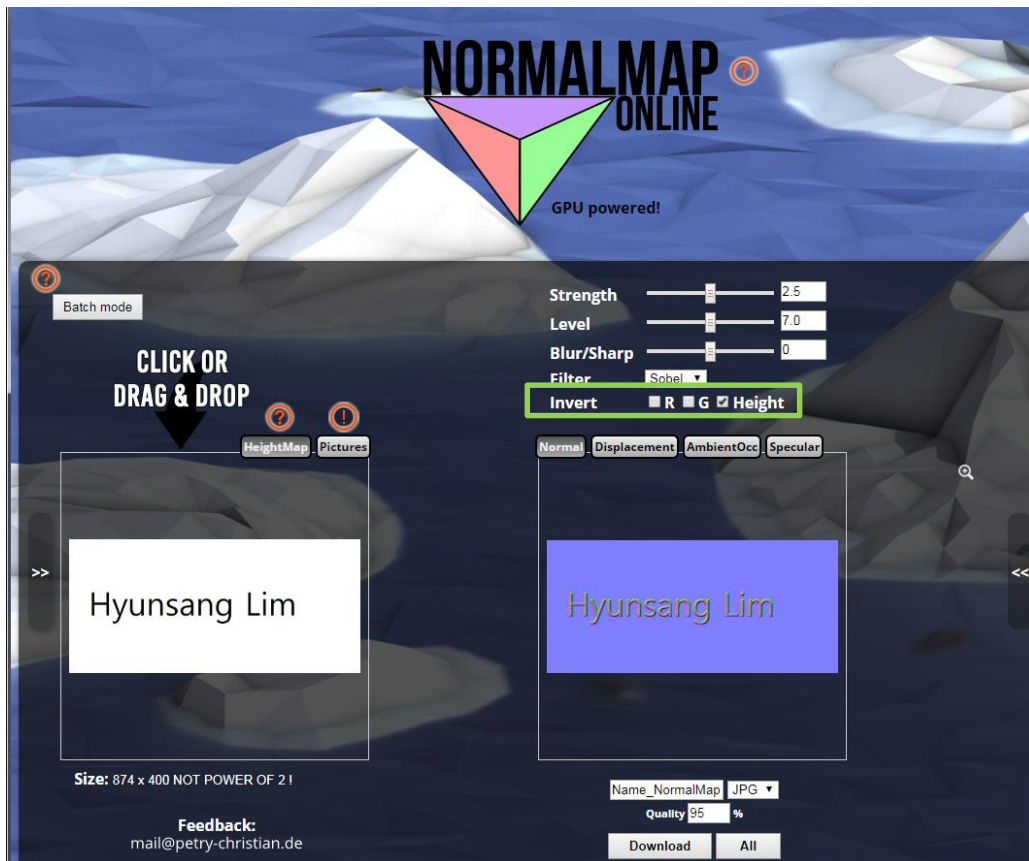 NORMALMAP
ONLINE
GPU powered!
Batch mode
CLICK OR
DRAG & DROP
HeightMap Pictures
>>
Hyunsang Lim
Size: 874 x 400 NOT POWER OF 2 !
Feedback:
mail@petry-christian.de
Strength 2.5
Level 7.0
Blur/Sharp 0
Filter Sobel
Invert R G Height
Normal Displacement AmbientOcc Specular
<<
Hyunsang Lim
Name_NormalMap JPG
Quality 95 %
Download All